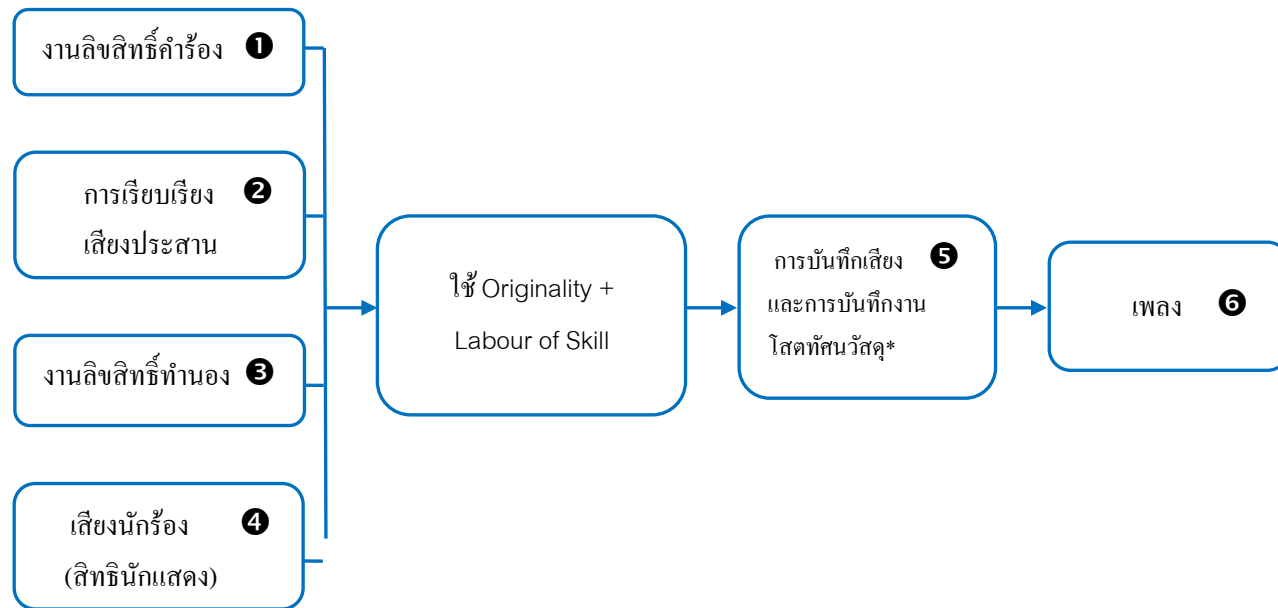 งานลิขสิทธิ์คำร้อง ❶
การเรียบเรียง ❷
เสียงประสาน
งานลิขสิทธิ์ทำนอง ❸
เสียงนักร้อง ❹
(สิทธินักแสดง)
ใช้ Originality +
Labour of Skill
การบันทึกเสียง ❺
และการบันทึกงาน
โสตทัศนวัสดุ*
เพลง ❻